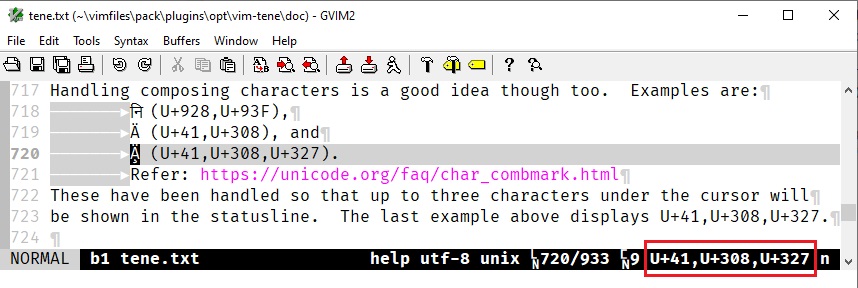 tene.txt (~\vimfiles\pack\plugins\opt\vim-tene\doc) - GVIM2
File Edit Tools Syntax Buffers Window Help
717 Handling composing characters is a good idea though too.  Examples are:¶
718 नि (U+928,U+93F),¶
719 Ä (U+41,U+308), and¶
720 Ä̧ (U+41,U+308,U+327).
721 Refer: https://unicode.org/faq/char_combmark.html¶
722 These have been handled so that up to three characters under the cursor will¶
723 be shown in the statusline.  The last example above displays U+41,U+308,U+327.¶
724 ¶
NORMAL b1 tene.txt help utf-8 unix LN720/933 CN9 U+41,U+308,U+327 n